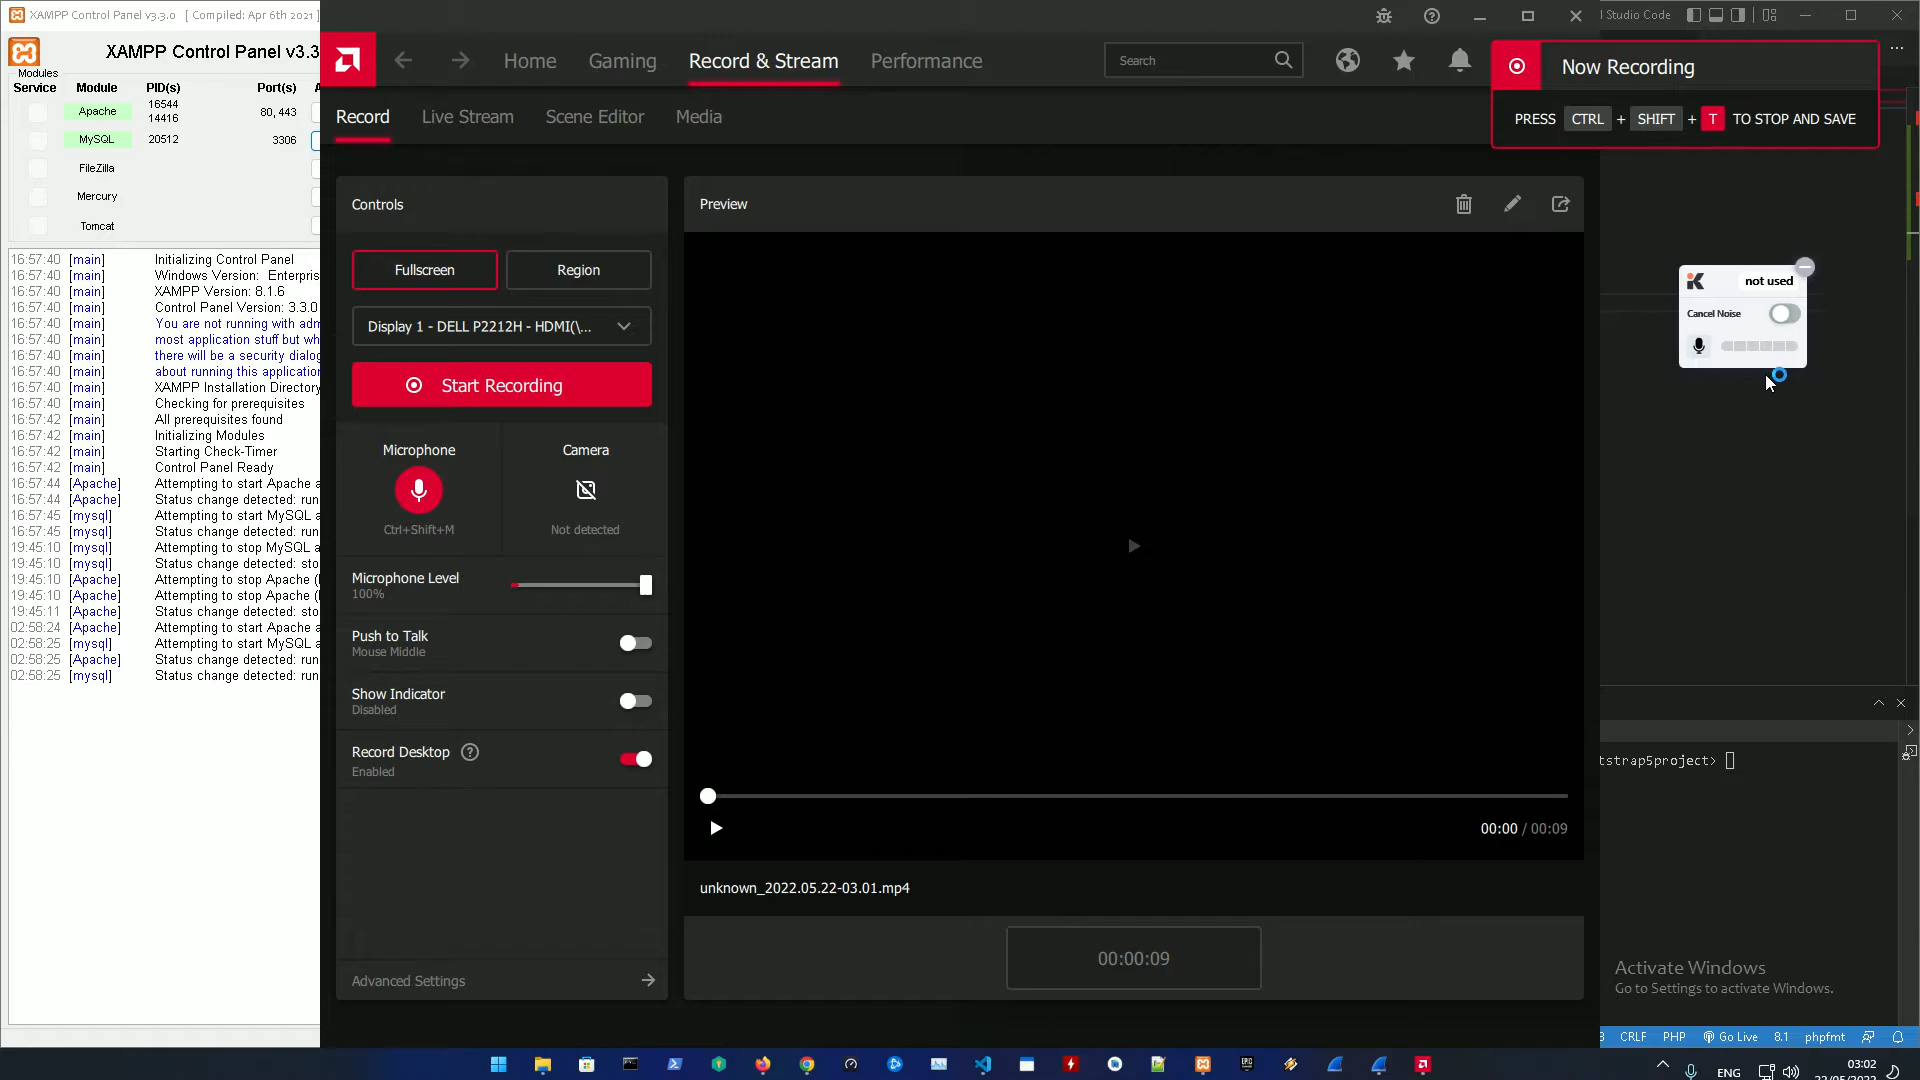 XAMPP Control Panel v3.3.0 [ Compiled: Apr 6th 2021 ]
XAMPP Control Panel v3.3
Modules
Service Module PID(s) Port(s)
Apache 16544 14416 80, 443
MySQL 20512 3306
FileZilla
Mercury
Tomcat
16:57:40 [main] Initializing Control Panel
16:57:40 [main] Windows Version: Enterpris
16:57:40 [main] XAMPP Version: 8.1.6
16:57:40 [main] Control Panel Version: 3.3.0
16:57:40 [main] You are not running with adm
16:57:40 [main] most application stuff but wh
16:57:40 [main] there will be a security dialog
16:57:40 [main] about running this application
16:57:40 [main] XAMPP Installation Directory
16:57:40 [main] Checking for prerequisites
16:57:42 [main] All prerequisites found
16:57:42 [main] Initializing Modules
16:57:42 [main] Starting Check-Timer
16:57:42 [main] Control Panel Ready
16:57:44 [Apache] Attempting to start Apache a
16:57:44 [Apache] Status change detected: run
16:57:45 [mysql] Attempting to start MySQL a
16:57:45 [mysql] Status change detected: run
19:45:10 [mysql] Attempting to stop MySQL a
19:45:10 [mysql] Status change detected: sto
19:45:10 [Apache] Attempting to stop Apache (
19:45:10 [Apache] Attempting to stop Apache (
19:45:11 [Apache] Status change detected: sto
02:58:24 [Apache] Attempting to start Apache a
02:58:25 [mysql] Attempting to start MySQL a
02:58:25 [Apache] Status change detected: run
02:58:25 [mysql] Status change detected: run
Home Gaming Record & Stream Performance
Search
Record Live Stream Scene Editor Media
Controls
Fullscreen Region
Display 1 - DELL P2212H - HDMI(\...
Start Recording
Microphone Camera
Ctrl+Shift+M Not detected
Microphone Level
100%
Push to Talk
Mouse Middle
Show Indicator
Disabled
Record Desktop
Enabled
Advanced Settings
Preview
00:00 / 00:09
unknown_2022.05.22-03.01.mp4
00:00:09
l Studio Code
Now Recording
PRESS CTRL + SHIFT + T TO STOP AND SAVE
not used
Cancel Noise
tstrap5project>
Activate Windows
Go to Settings to activate Windows.
CRLF PHP Go Live 8.1 phpfmt
ENG
03:02
22/05/2022